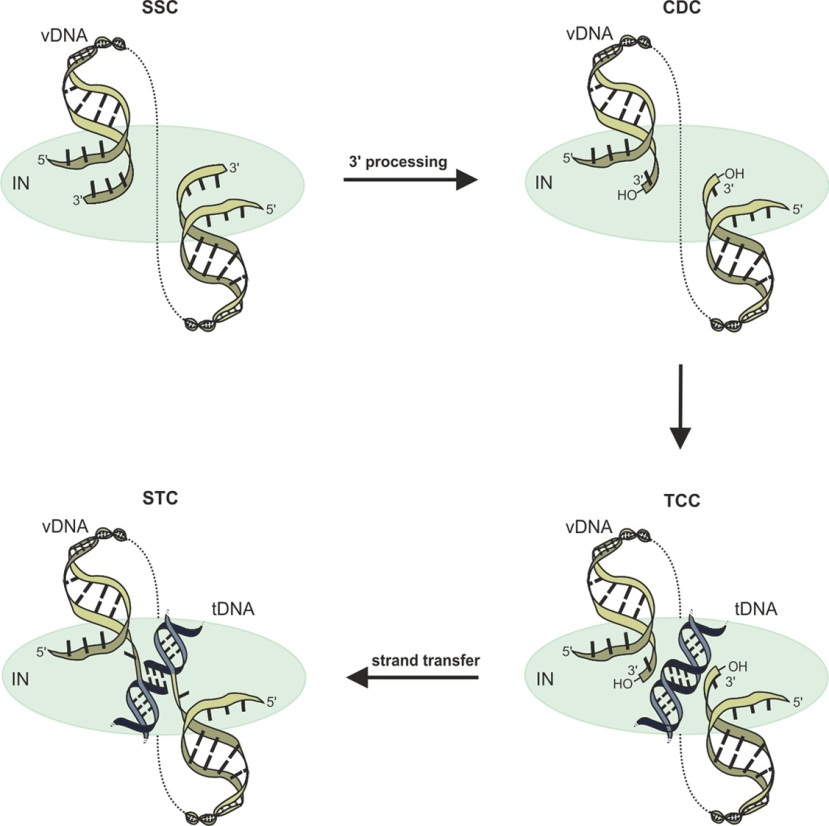 SSC
vDNA
5'
IN
3'
3'
5'
3' processing
CDC
vDNA
5'
IN
3'
HO
OH
3'
5'
STC
vDNA
tDNA
5'
IN
5'
strand transfer
TCC
vDNA
tDNA
5'
IN
3'
HO
OH
3'
5'